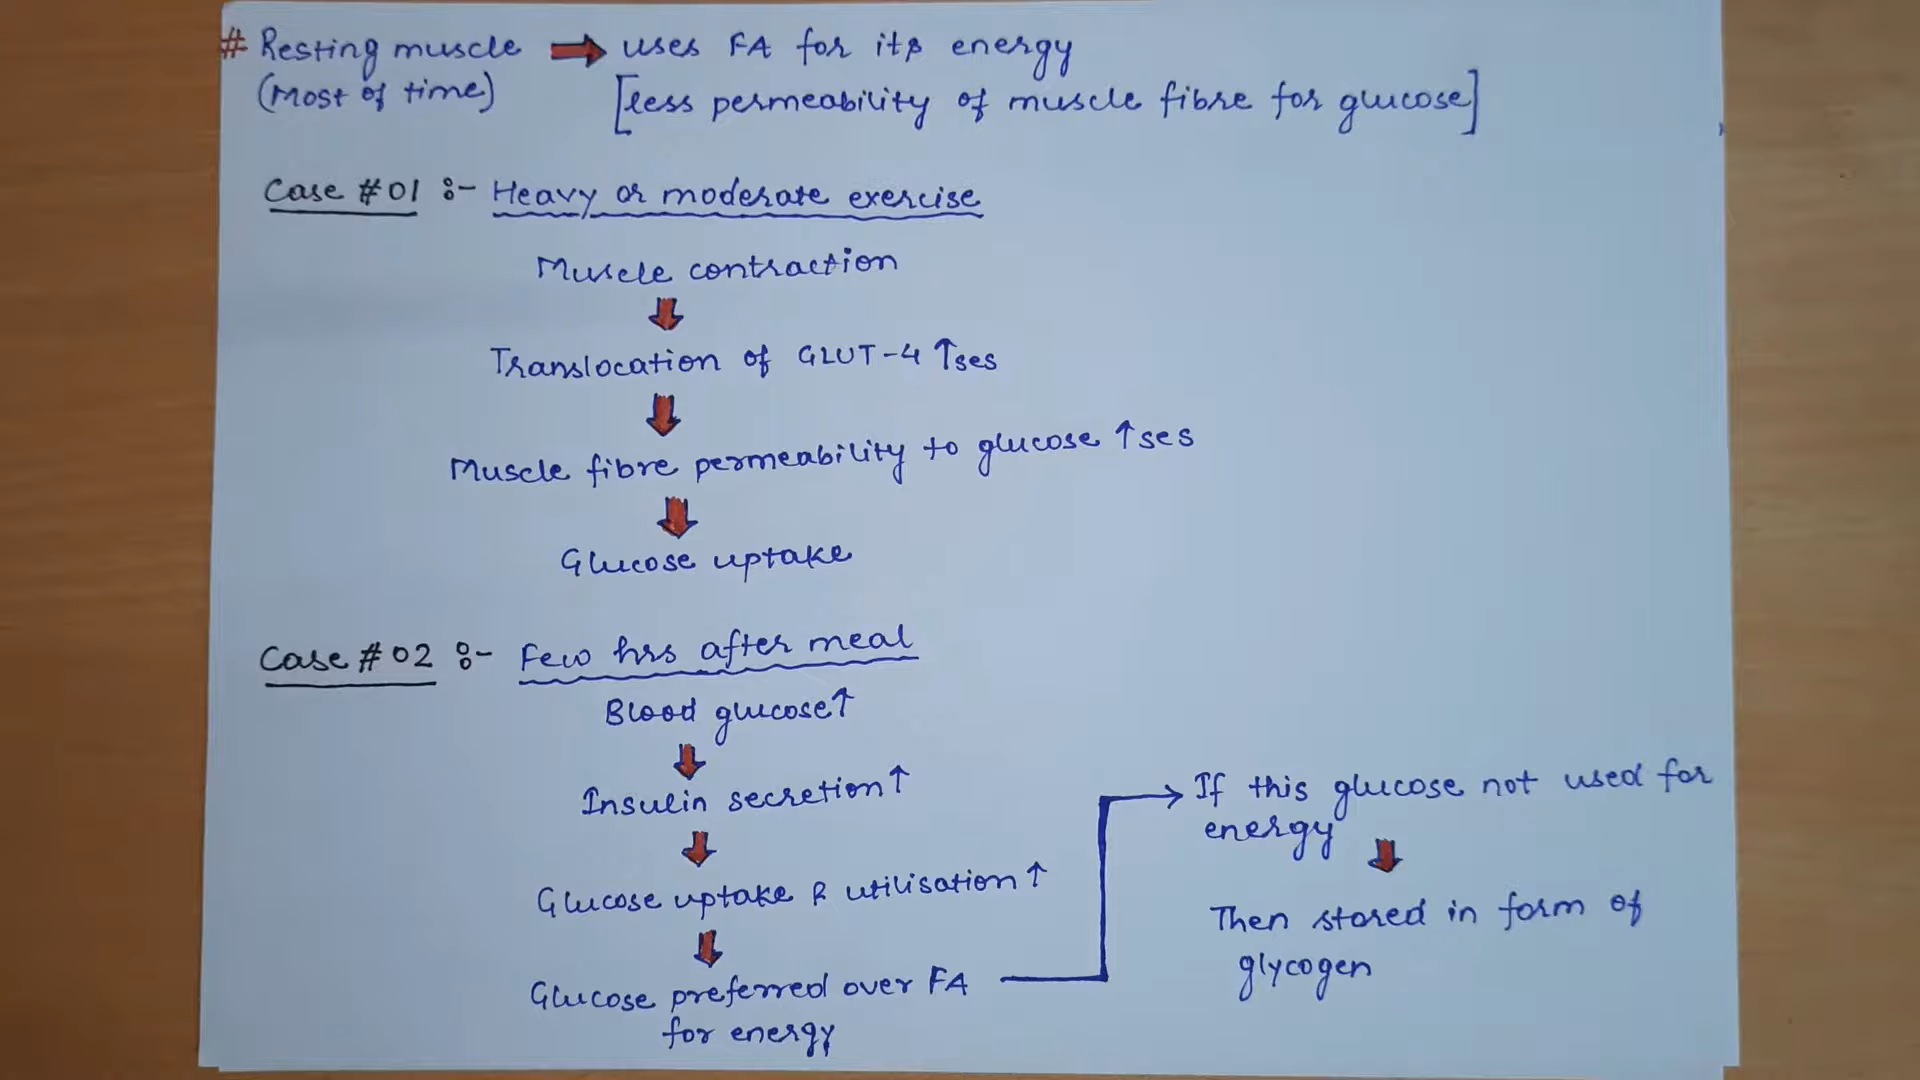 # Resting muscle → uses FA for its energy
(Most of time) [less permeability of muscle fibre for glucose]
Case #01 :- Heavy or moderate exercise
Muscle contraction
↓
Translocation of GLUT-4 ↑ses
↓
Muscle fibre permeability to glucose ↑ses
↓
Glucose uptake
Case #02 :- Few hrs after meal
Blood glucose↑
↓
Insulin secretion↑
↓
Glucose uptake & utilisation↑
↓
Glucose preferred over FA
for energy
→ If this glucose not used for
energy
↓
Then stored in form of
glycogen